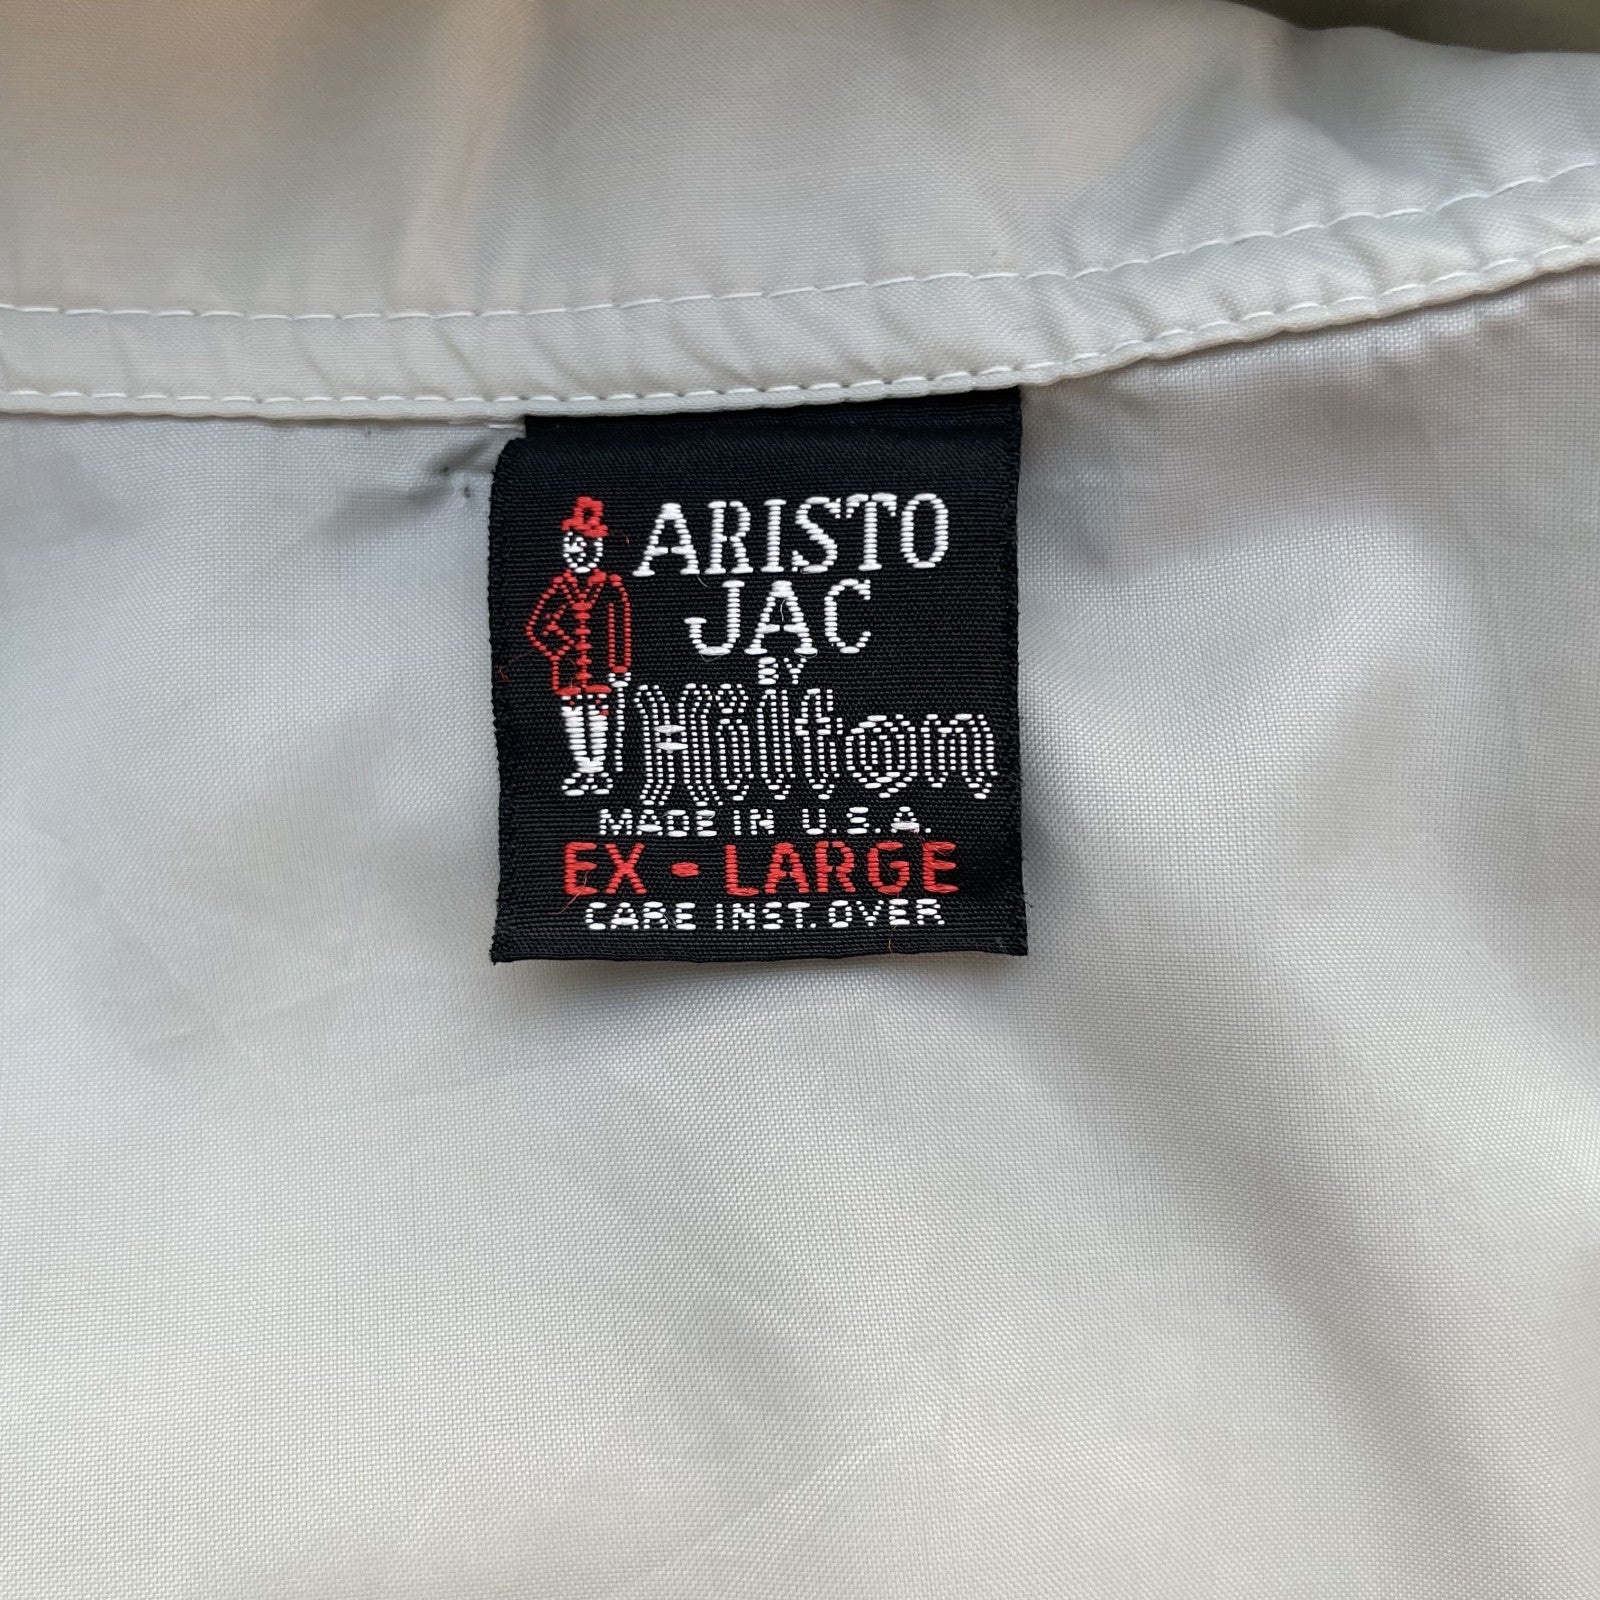 ARISTO
JAC
BY
Hilton
MADE IN U.S.A.
EX - LARGE
CARE INST. OVER